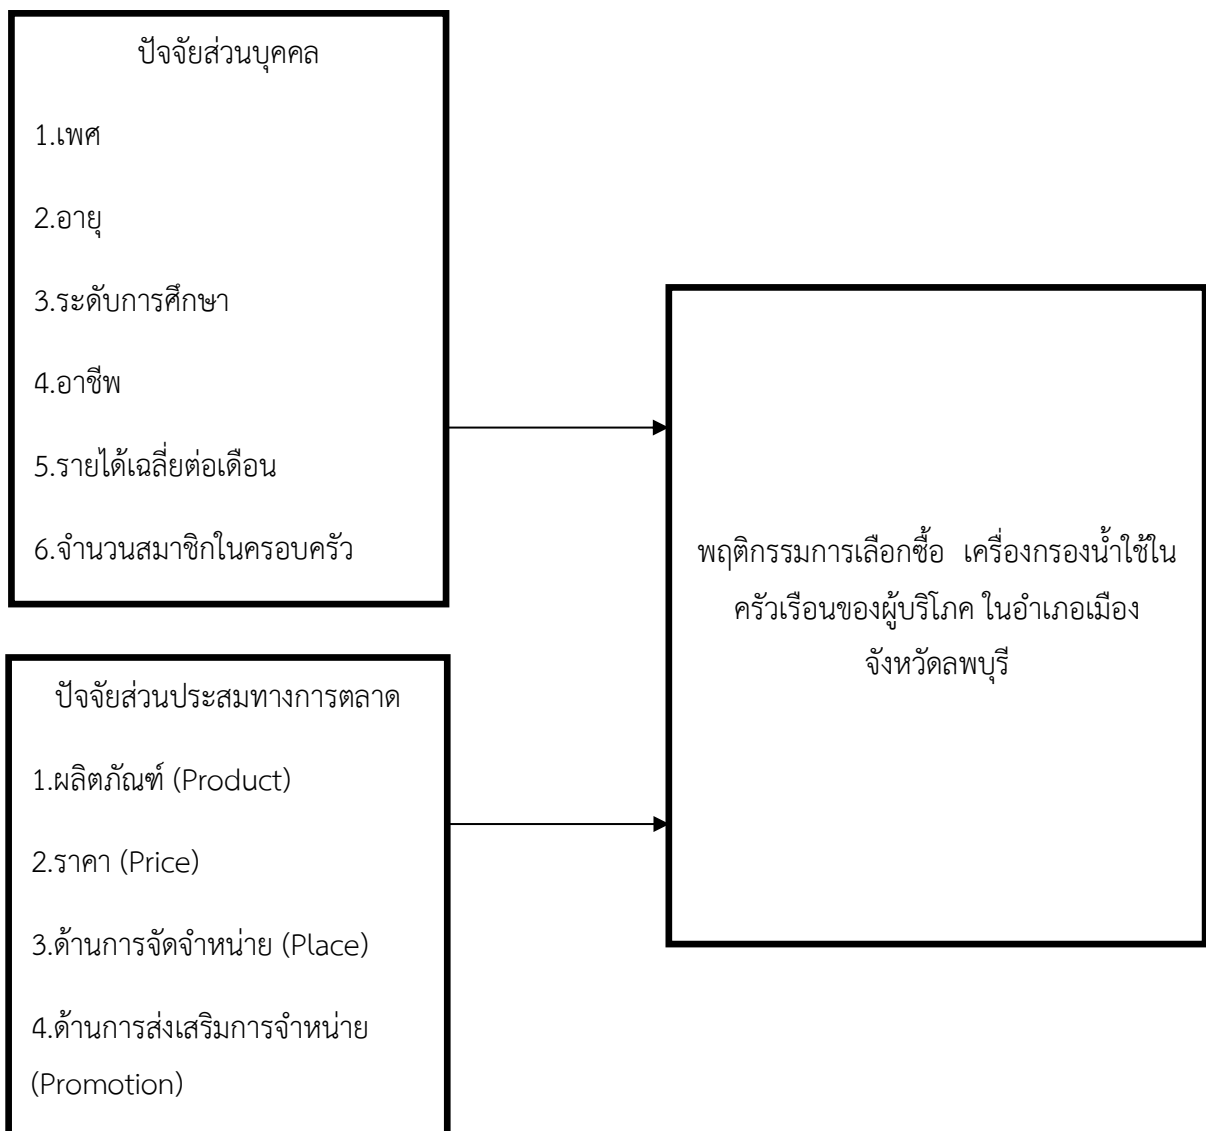 ปัจจัยส่วนบุคคล
1.เพศ
2.อายุ
3.ระดับการศึกษา
4.อาชีพ
5.รายได้เฉลี่ยต่อเดือน
6.จำนวนสมาชิกในครอบครัว
ปัจจัยส่วนประสมทางการตลาด
1.ผลิตภัณฑ์ (Product)
2.ราคา (Price)
3.ด้านการจัดจำหน่าย (Place)
4.ด้านการส่งเสริมการจำหน่าย
(Promotion)
พฤติกรรมการเลือกซื้อ เครื่องกรองน้ำใช้ใน
ครัวเรือนของผู้บริโภค ในอำเภอเมือง
จังหวัดลพบุรี